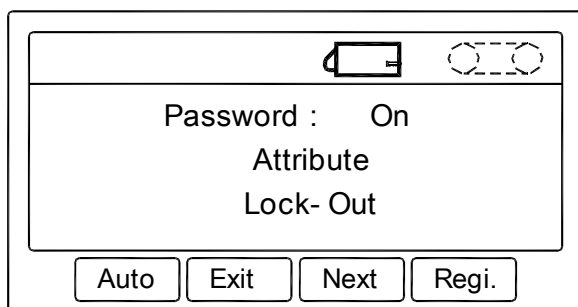 Password : On
Attribute
Lock- Out
Auto Exit Next Regi.